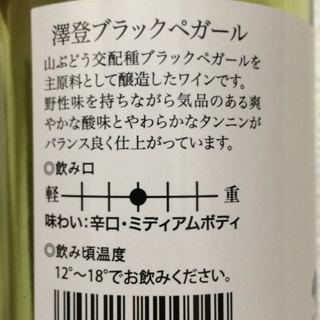 澤登ブラックペガール
山ぶどう交配種ブラックペガールを
主原料として醸造したワインです。
野性味を持ちながら気品のある爽
やかな酸味とやわらかなタンニンが
バランス良く仕上がっています。
◎飲み口
軽 重
味わい：辛口・ミディアムボディ
◎飲み頃温度
12°～18°でお飲みください。